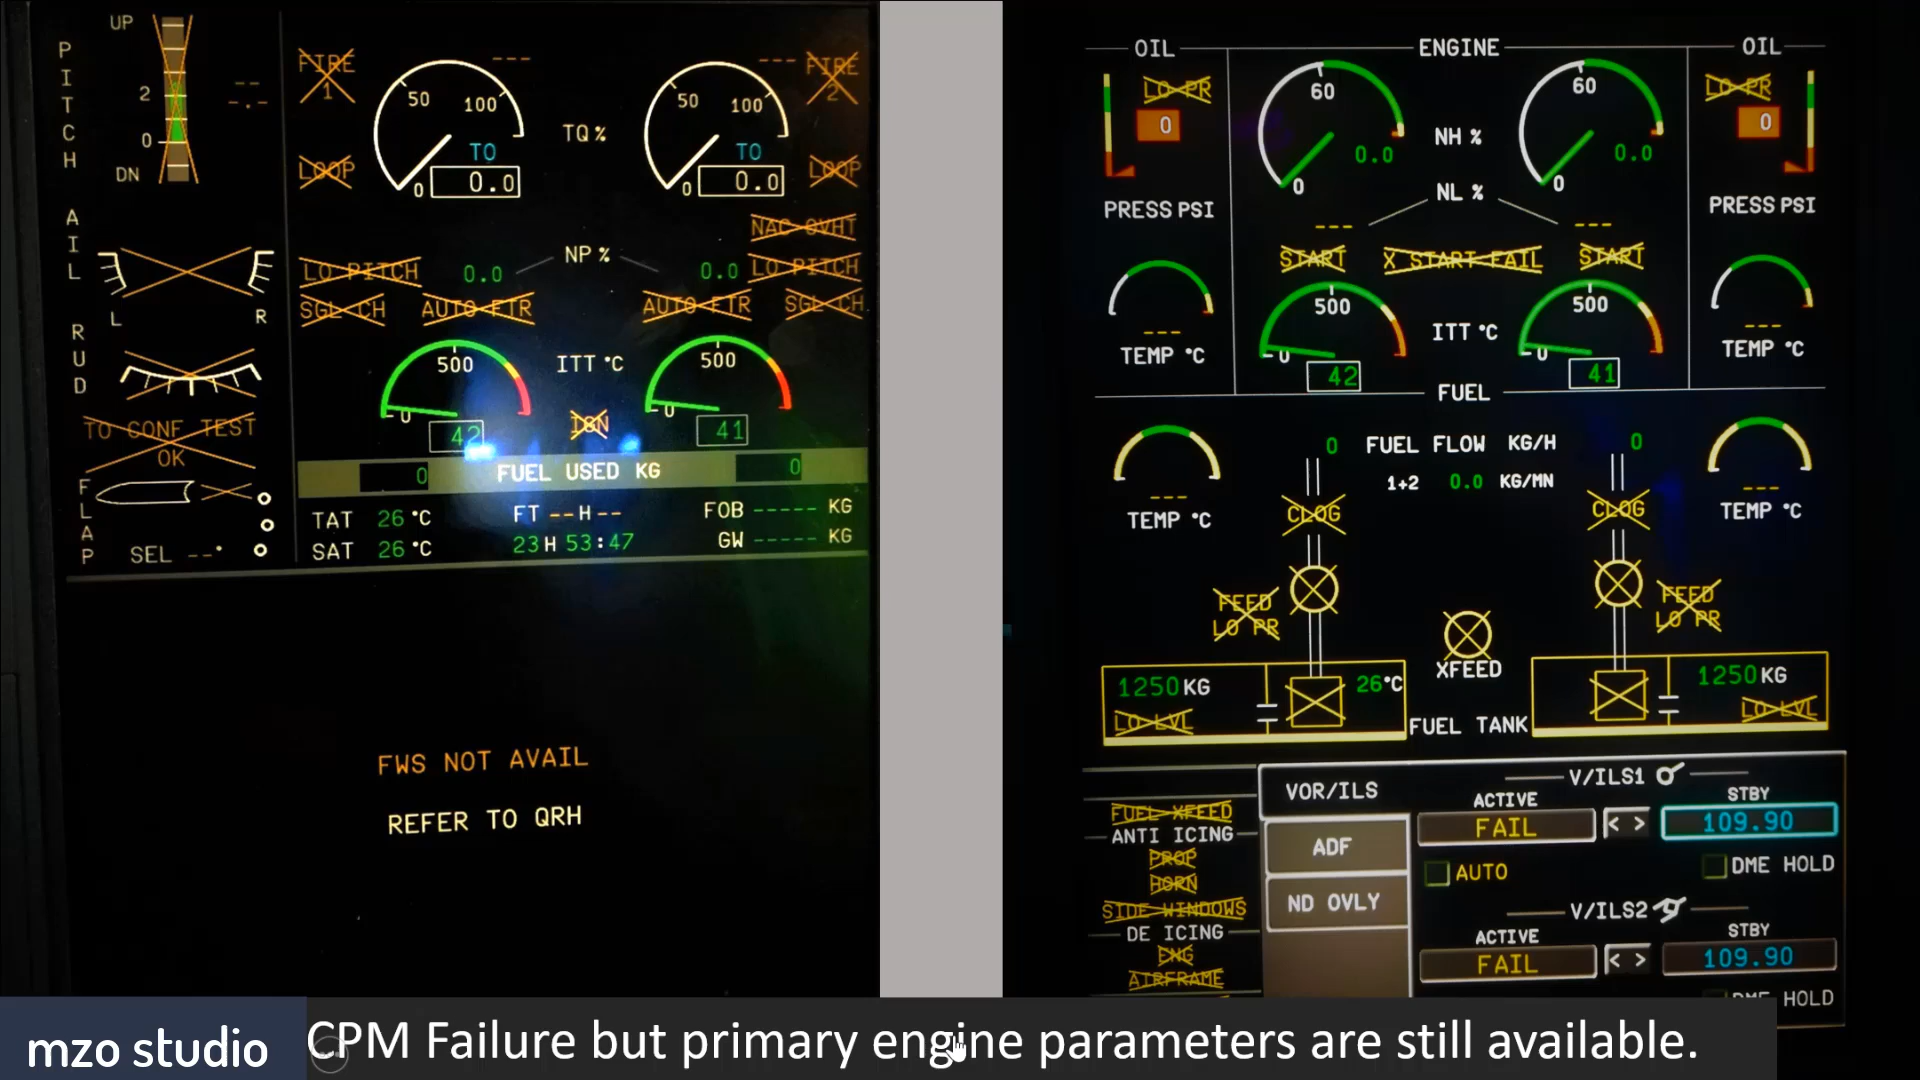 UP
PITCH
2
0
DN
-- -.-
AIL
L R
RUD
TO CONF TEST
OK
FLAP
SEL --°
FIRE 1
---
---
FIRE 2
50 100
TQ %
50 100
LOOP
TO
0 0.0
TO
0 0.0
LOOP
NAC OVHT
NP %
LO PITCH 0.0
0.0 LO PITCH
SGL CH AUTO FTR
AUTO FTR SGL CH
500
ITT °C
500
0 42
IGN
0 41
0 FUEL USED KG 0
TAT 26 °C FT --H-- FOB ----- KG
SAT 26 °C 23H 53:47 GW ----- KG
FWS NOT AVAIL
REFER TO QRH
OIL ENGINE OIL
LO PR
60
60
LO PR
0
0
0.0 NH % 0.0
0
0
NL %
PRESS PSI
PRESS PSI
---
---
START X START FAIL START
500
ITT °C
500
---
---
TEMP °C
TEMP °C
0 42
0 41
FUEL
0 FUEL FLOW KG/H 0
1+2 0.0 KG/MN
---
---
TEMP °C
TEMP °C
CLOG
CLOG
FEED
LO PR
FEED
LO PR
XFEED
1250 KG
26°C
1250 KG
LO LVL
FUEL TANK
LO LVL
FUEL XFEED
ANTI ICING
PROP
HORN
SIDE WINDOWS
DE ICING
ENG
AIRFRAME
VOR/ILS
ADF
ND OVLY
V/ILS1
ACTIVE STBY
FAIL < > 109.90
AUTO DME HOLD
V/ILS2
ACTIVE STBY
FAIL < > 109.90
DME HOLD
mzo studio
CPM Failure but primary engine parameters are still available.